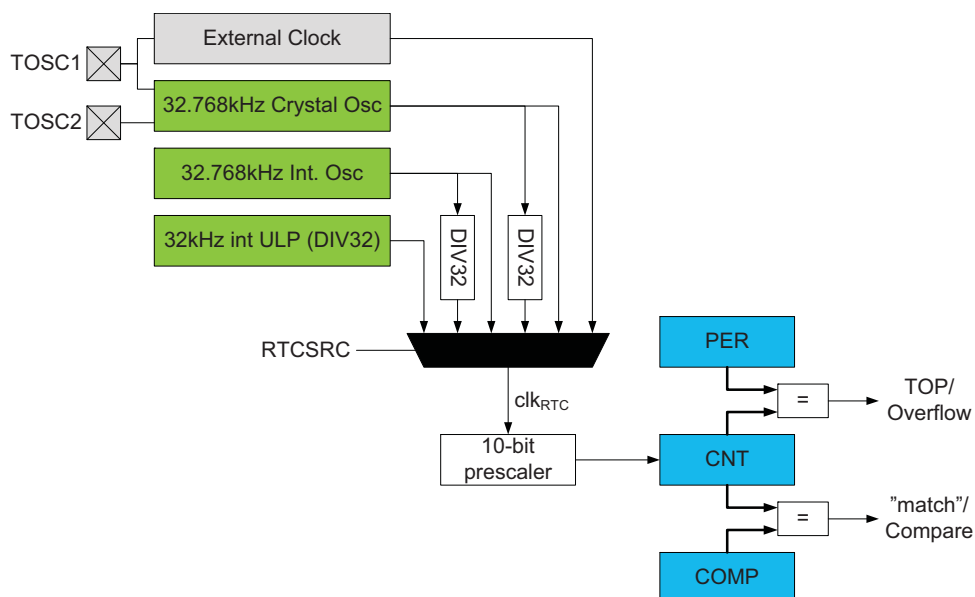 External Clock
TOSC1
32.768kHz Crystal Osc
TOSC2
32.768kHz Int. Osc
32kHz int ULP (DIV32)
DIV32
DIV32
RTCSRC
PER
clkRTC
=
TOP/
Overflow
10-bit
prescaler
CNT
=
"match"/
Compare
COMP